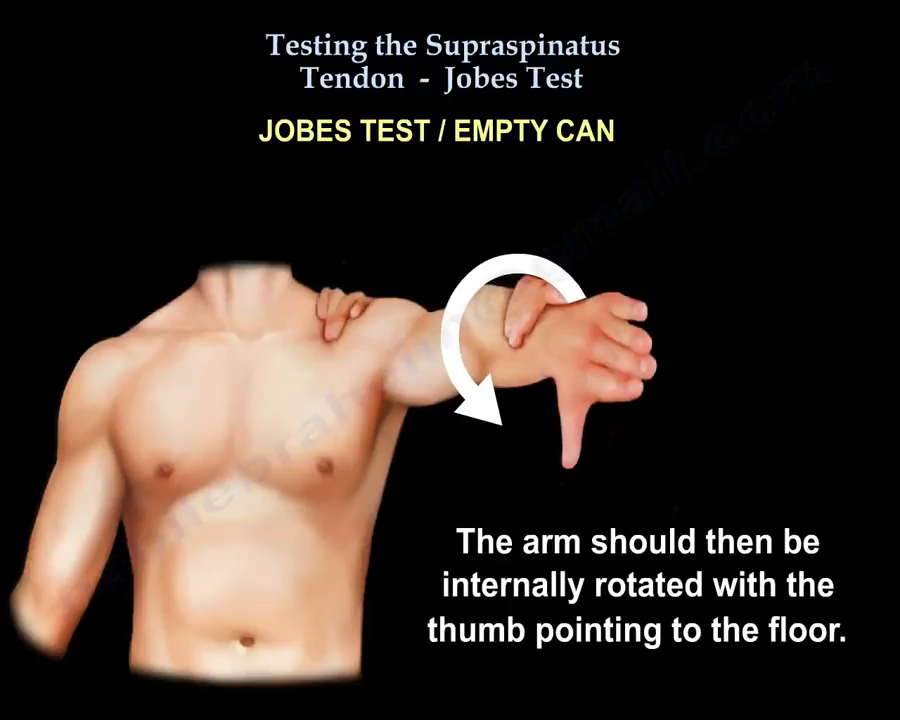 Testing the Supraspinatus
Tendon - Jobes Test
JOBES TEST / EMPTY CAN
The arm should then be
internally rotated with the
thumb pointing to the floor.